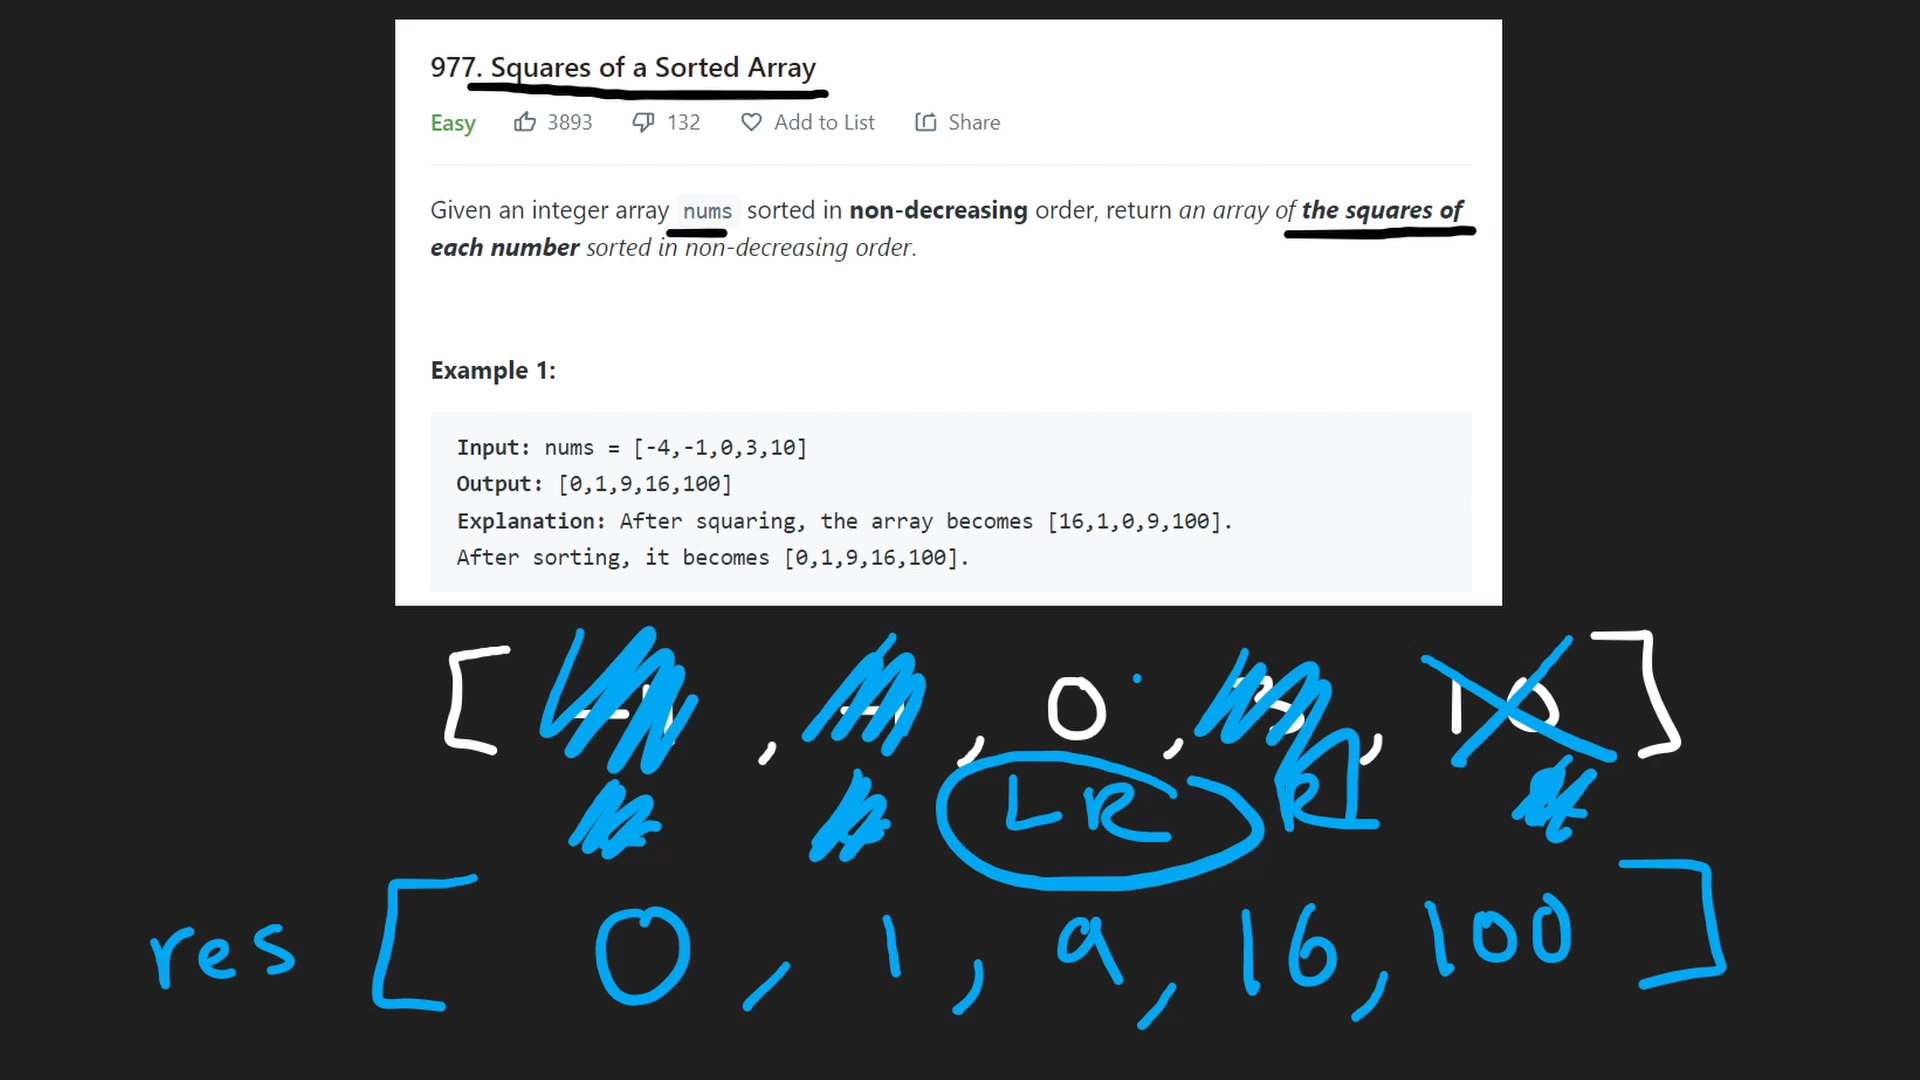 977. Squares of a Sorted Array
Easy 3893 132 Add to List Share
Given an integer array nums sorted in non-decreasing order, return an array of the squares of
each number sorted in non-decreasing order.
Example 1:
Input: nums = [-4,-1,0,3,10]
Output: [0,1,9,16,100]
Explanation: After squaring, the array becomes [16,1,0,9,100].
After sorting, it becomes [0,1,9,16,100].
[ , , 0 , , 10 ]
L R R
res [ 0 , 1 , 9 , 16 , 100 ]